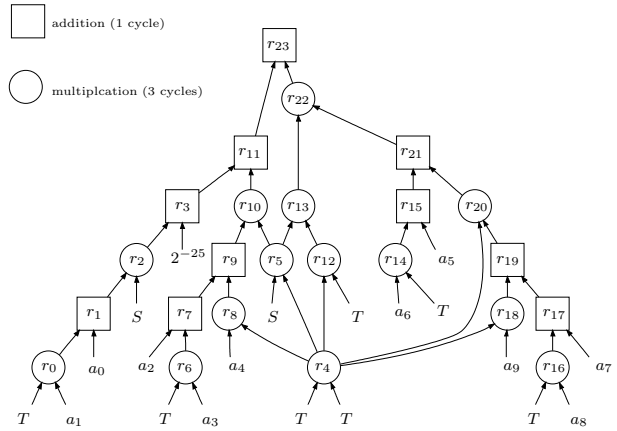 addition (1 cycle)
r23
multiplcation (3 cycles)
r22
r11 r21
r3 r10 r13 r15 r20
r2 2−25 r9 r5 r12 r14 a5 r19
r1 S r7 r8 S T a6 T r18 r17
r0 a0 a2 r6 a4 r4 a9 r16 a7
T a1 T a3 T T T a8